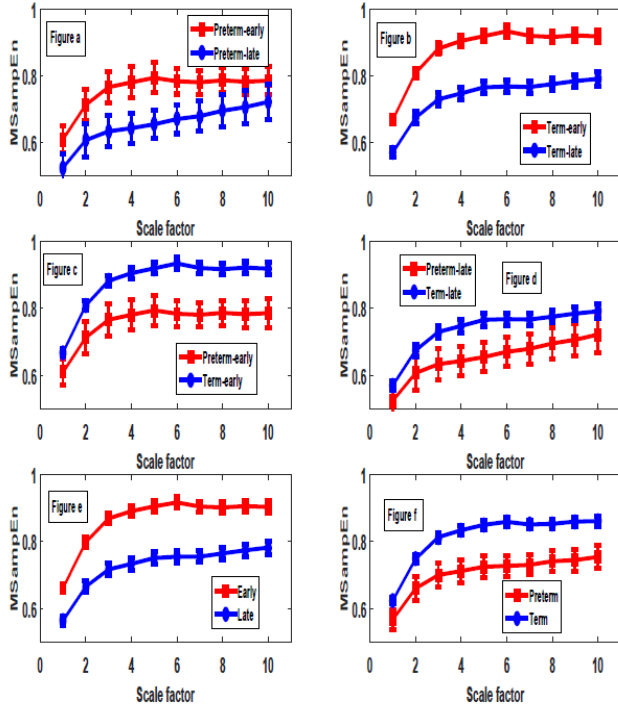 1
Figure a
Preterm-early
Preterm-late
MSampEn
0.8
0.6
0 2 4 6 8 10
Scale factor
1
Figure b
MSampEn
0.8
0.6
Term-early
Term-late
0 2 4 6 8 10
Scale factor
1
Figure c
MSampEn
0.8
0.6
Preterm-early
Term-early
0 2 4 6 8 10
Scale factor
1
Preterm-late
Term-late
Figure d
MSampEn
0.8
0.6
0 2 4 6 8 10
Scale factor
1
Figure e
MSampEn
0.8
0.6
Early
Late
0 2 4 6 8 10
Scale factor
1
Figure f
MSampEn
0.8
0.6
Preterm
Term
0 2 4 6 8 10
Scale factor